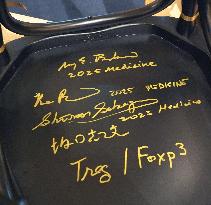 2025 Medicine
2025 MEDICINE
Shimon Sakaguchi
2025 Medicine
坂口志文
Treg / Foxp3